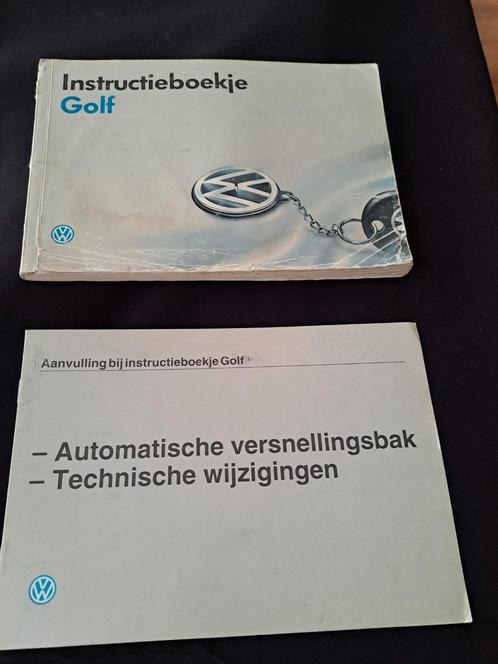 Instructieboekje
Golf
Aanvulling bij instructieboekje Golf
– Automatische versnellingsbak
– Technische wijzigingen